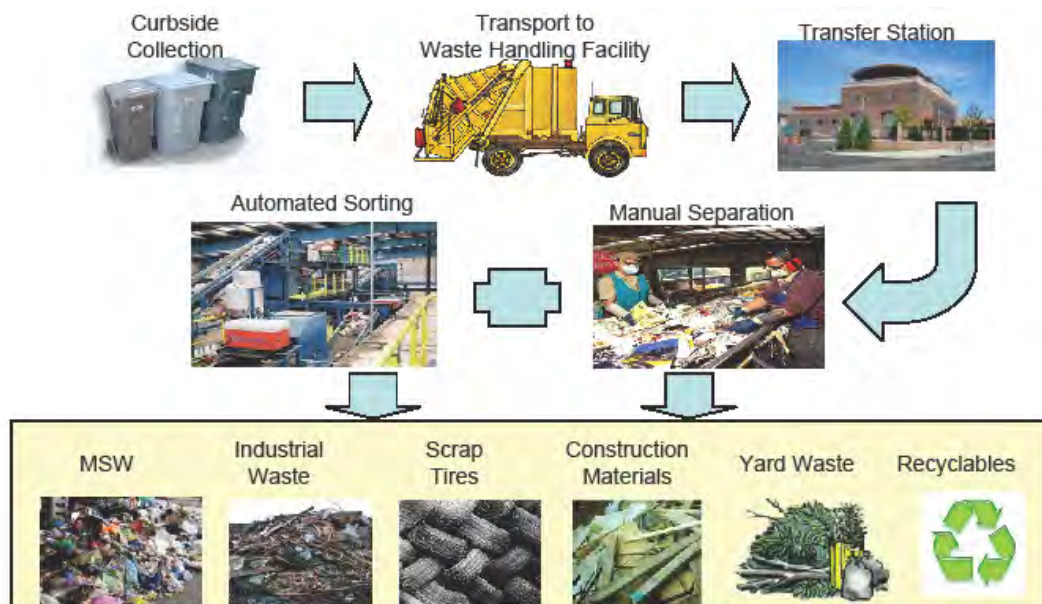 Curbside
Collection
Transport to
Waste Handling Facility
Transfer Station
Automated Sorting
Manual Separation
MSW
Industrial
Waste
Scrap
Tires
Construction
Materials
Yard Waste
Recyclables